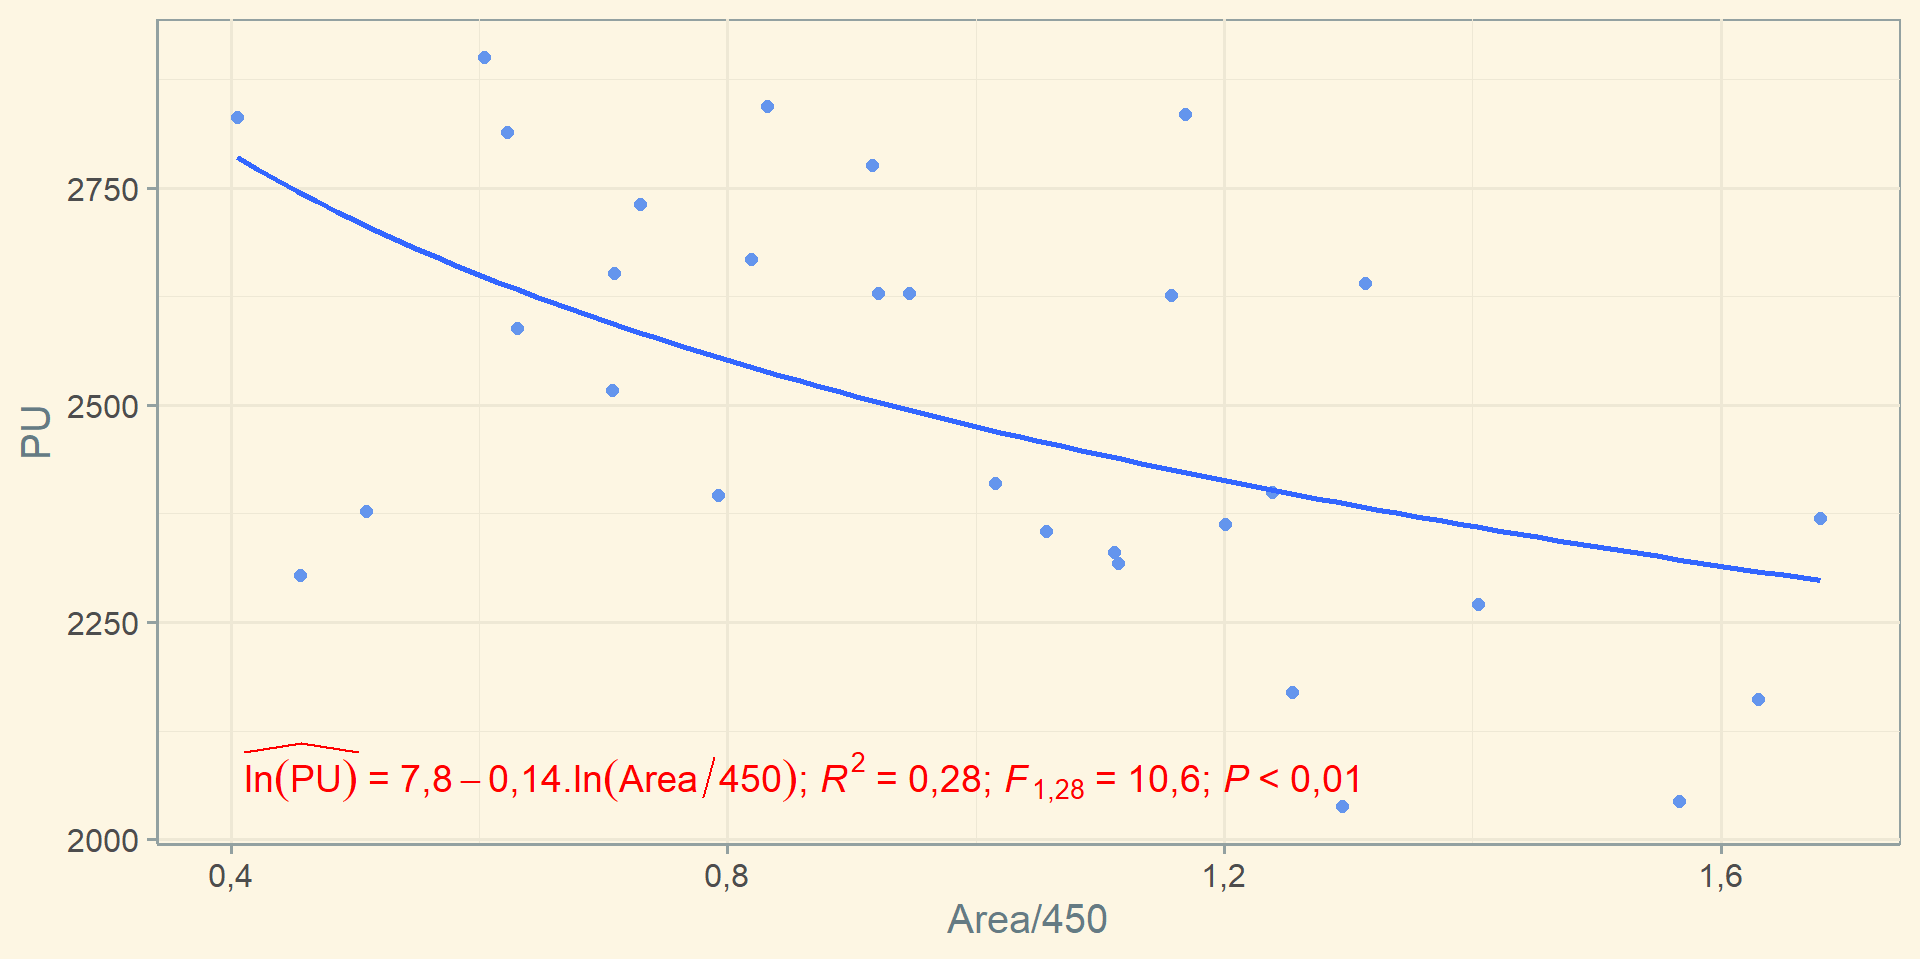 2750
2500
2250
2000
PU
ln(PU) = 7,8 – 0,14.ln(Area/450); R² = 0,28; F₁,₂₈ = 10,6; P < 0,01
0,4 0,8 1,2 1,6
Area/450